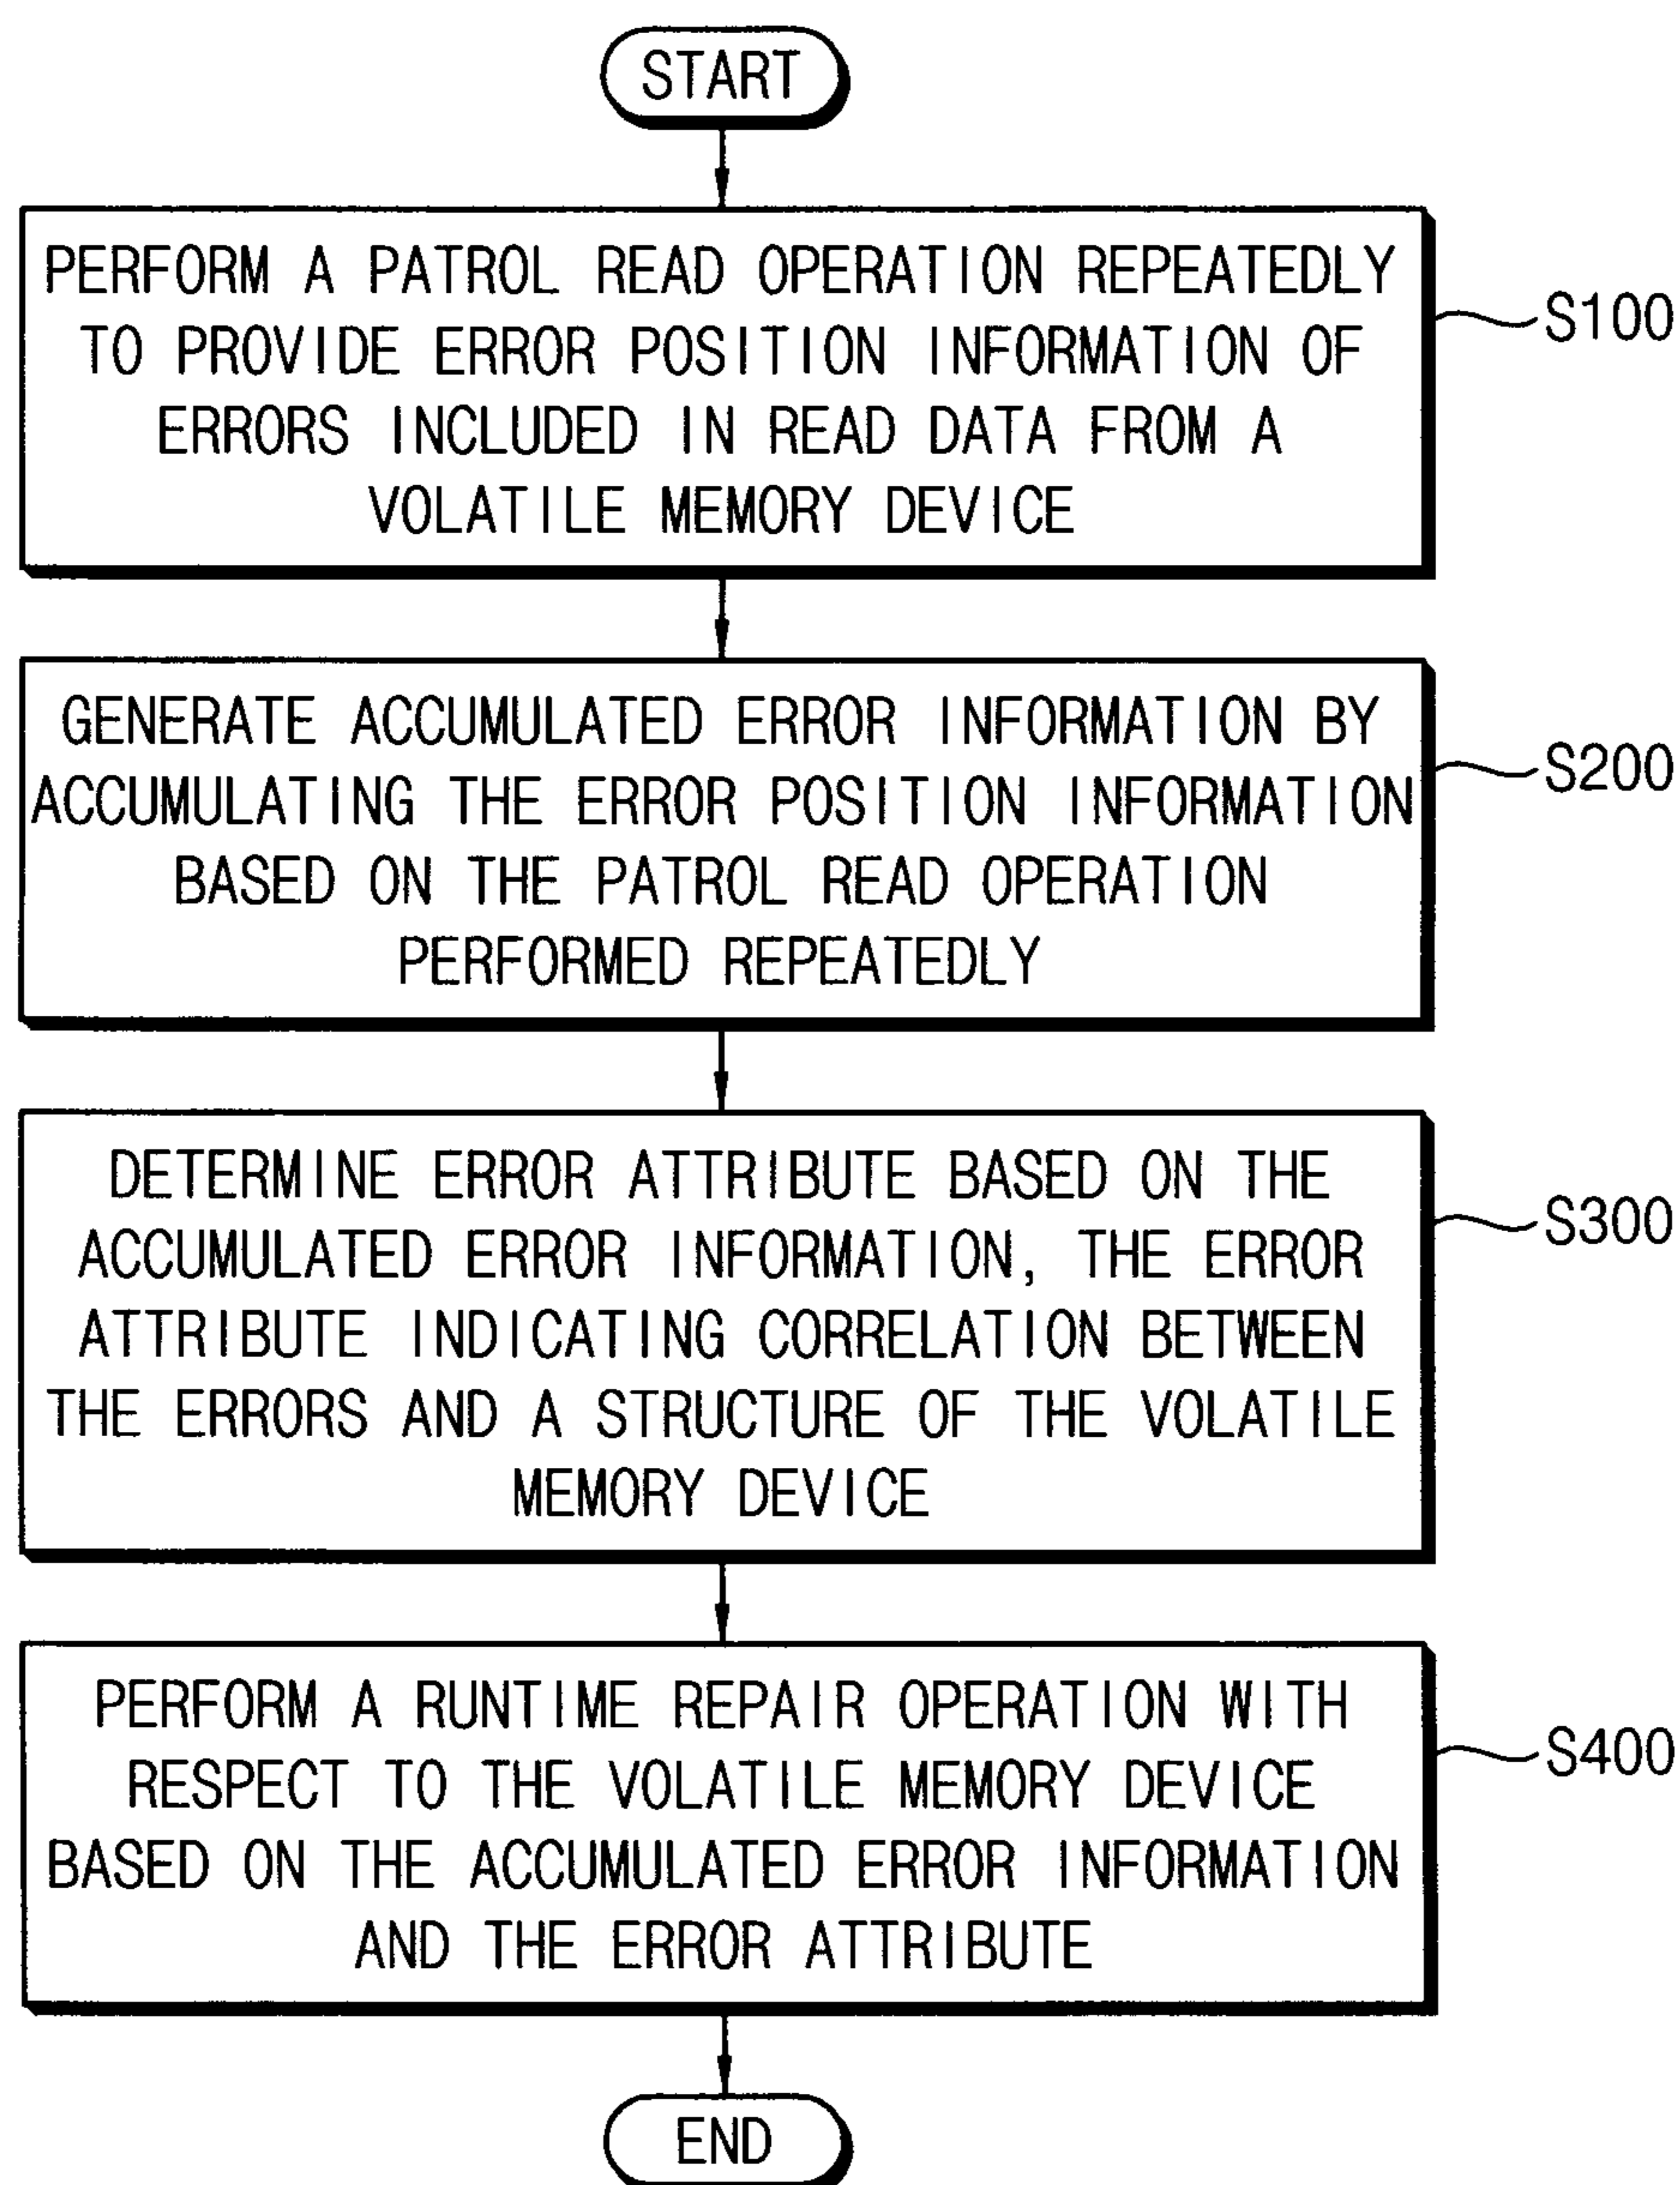 START
PERFORM A PATROL READ OPERATION REPEATEDLY
TO PROVIDE ERROR POSITION INFORMATION OF
ERRORS INCLUDED IN READ DATA FROM A
VOLATILE MEMORY DEVICE
S100
GENERATE ACCUMULATED ERROR INFORMATION BY
ACCUMULATING THE ERROR POSITION INFORMATION
BASED ON THE PATROL READ OPERATION
PERFORMED REPEATEDLY
S200
DETERMINE ERROR ATTRIBUTE BASED ON THE
ACCUMULATED ERROR INFORMATION, THE ERROR
ATTRIBUTE INDICATING CORRELATION BETWEEN
THE ERRORS AND A STRUCTURE OF THE VOLATILE
MEMORY DEVICE
S300
PERFORM A RUNTIME REPAIR OPERATION WITH
RESPECT TO THE VOLATILE MEMORY DEVICE
BASED ON THE ACCUMULATED ERROR INFORMATION
AND THE ERROR ATTRIBUTE
S400
END